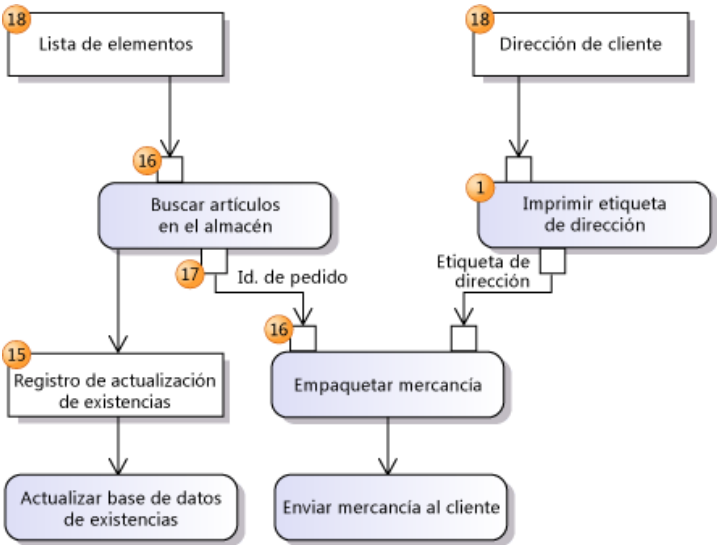 18
Lista de elementos
18
Dirección de cliente
16
Buscar artículos
en el almacén
1
Imprimir etiqueta
de dirección
17
Id. de pedido
Etiqueta de
dirección
16
Empaquetar mercancía
15
Registro de actualización
de existencias
Actualizar base de datos
de existencias
Enviar mercancía al cliente